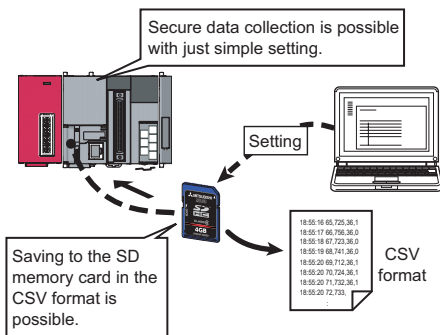 Secure data collection is possible
with just simple setting.
Setting
MITSUBISHI
SD
HC
4GB
Saving to the SD
memory card in the
CSV format is
possible.
18:55:16 65,725,36,1
18:55:17 66,756,36,0
18:55:18 67,723,36,0
18:55:19 68,741,36,0
18:55:20 69,712,36,1
18:55:20 70,724,36,1
18:55:20 71,732,36,1
18:55:20 72,733,
:
CSV
format